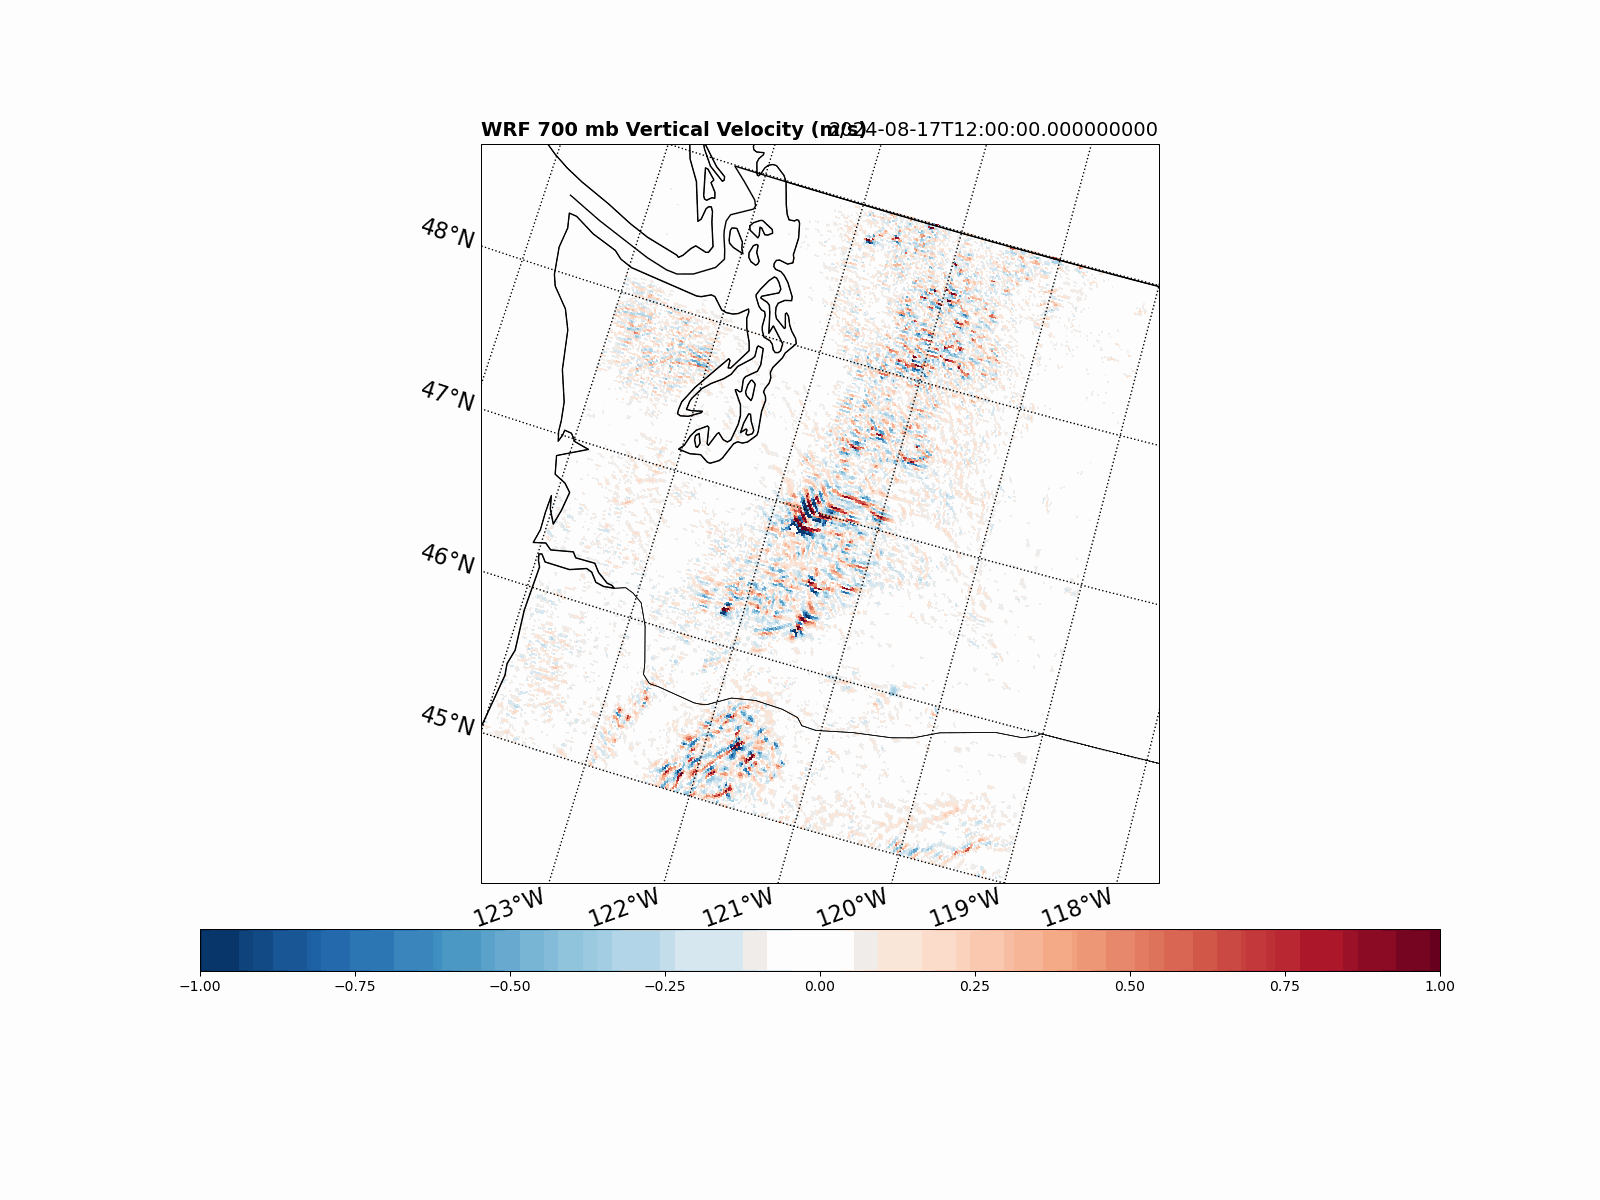 WRF 700 mb Vertical Velocity (m/s)
2024-08-17T12:00:00.000000000
48°N
47°N
46°N
45°N
123°W 122°W 121°W 120°W 119°W 118°W
−1.00 −0.75 −0.50 −0.25 0.00 0.25 0.50 0.75 1.00